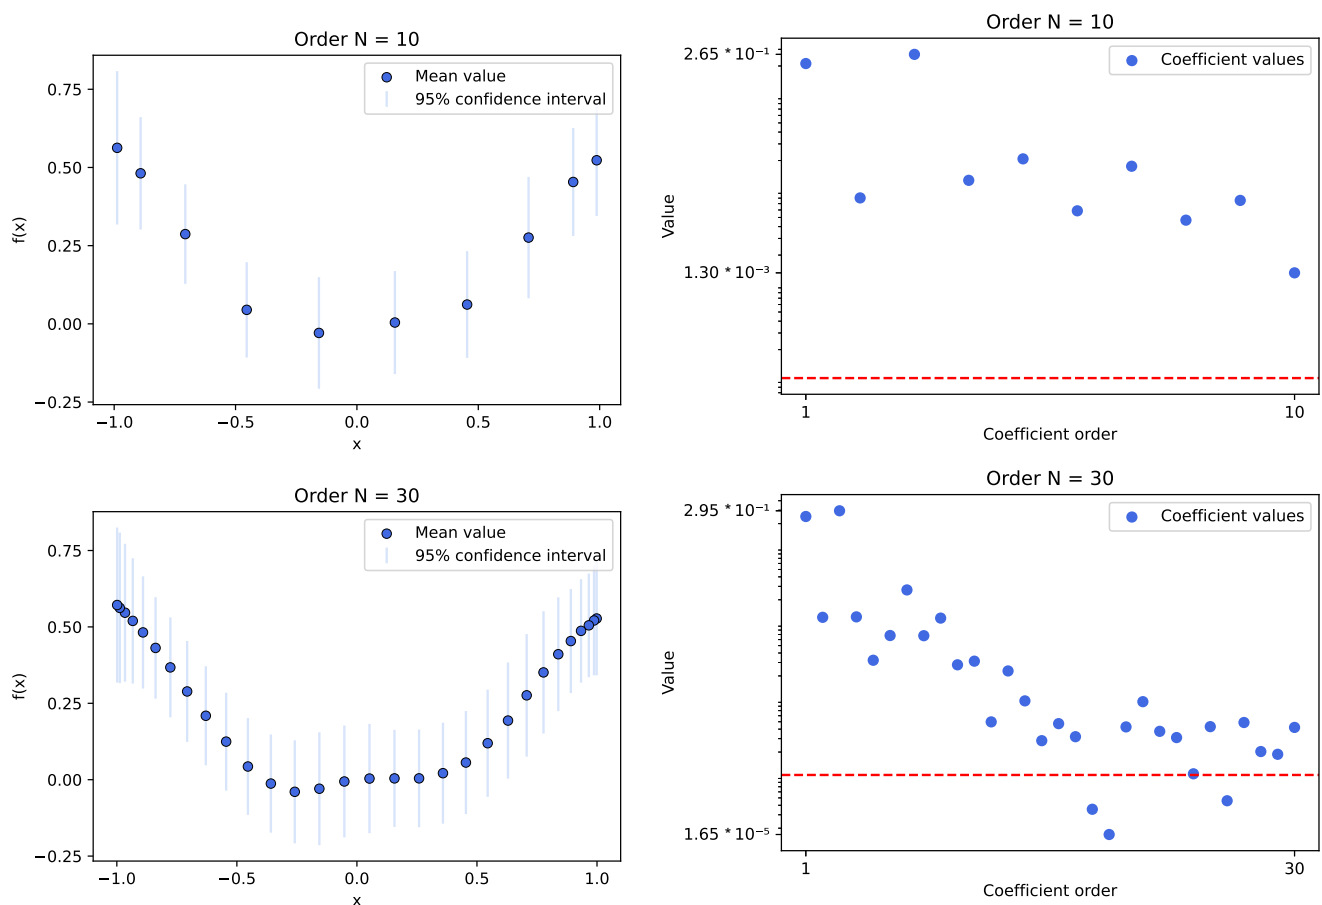 Order N = 10
Mean value
95% confidence interval
0.75
0.50
0.25
0.00
−0.25
f(x)
−1.0
−0.5
0.0
0.5
1.0
x
Order N = 10
Coefficient values
2.65 * 10⁻¹
1.30 * 10⁻³
Value
1
10
Coefficient order
Order N = 30
Mean value
95% confidence interval
0.75
0.50
0.25
0.00
−0.25
f(x)
−1.0
−0.5
0.0
0.5
1.0
x
Order N = 30
Coefficient values
2.95 * 10⁻¹
1.65 * 10⁻⁵
Value
1
30
Coefficient order